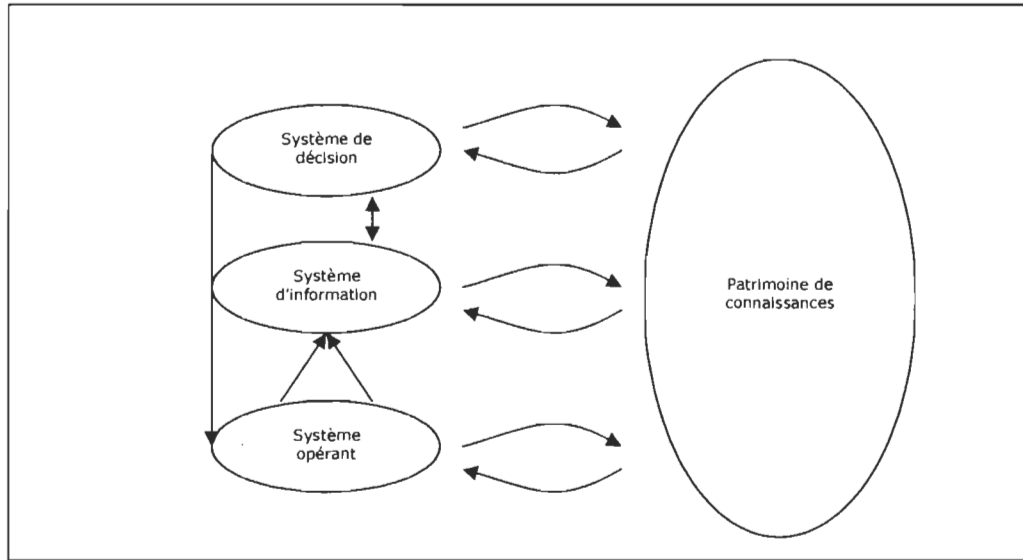 Système de
décision
Système
d'information
Patrimoine de
connaissances
Système
opérant